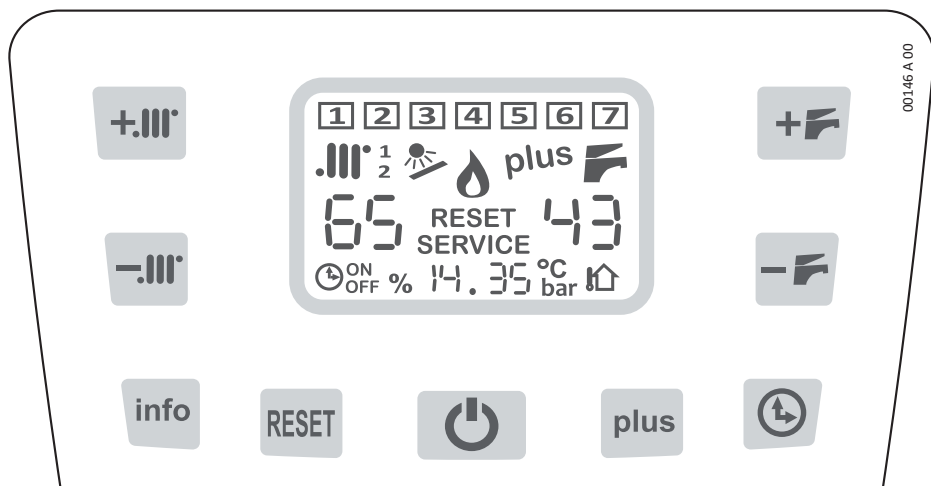 00146 A 00
1 2 3 4 5 6 7
1
2
plus
65 RESET 43
SERVICE
ON
OFF % 14.35 °C
bar
info
RESET
plus